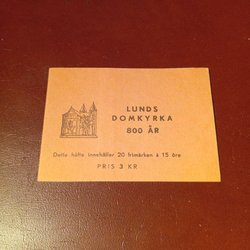 LUNDS
DOMKYRKA
800 ÅR
Detta häfte innehåller 20 frimärken à 15 öre
PRIS 3 KR